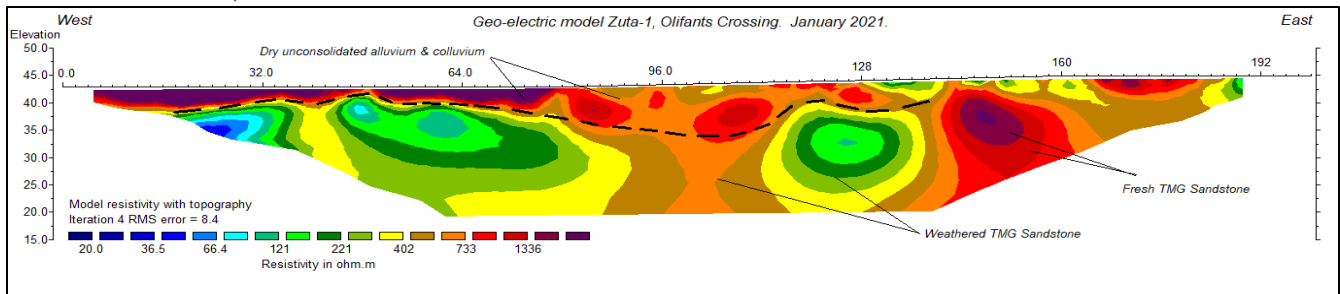 West
Geo-electric model Zuta-1, Olifants Crossing. January 2021.
East
Elevation
50.0
Dry unconsolidated alluvium & colluvium
45.0
0.0 32.0 64.0 96.0 128 160 192
40.0
35.0
30.0
25.0
Fresh TMG Sandstone
20.0
Model resistivity with topography
Iteration 4 RMS error = 8.4
15.0
Weathered TMG Sandstone
20.0 36.5 66.4 121 221 402 733 1336
Resistivity in ohm.m